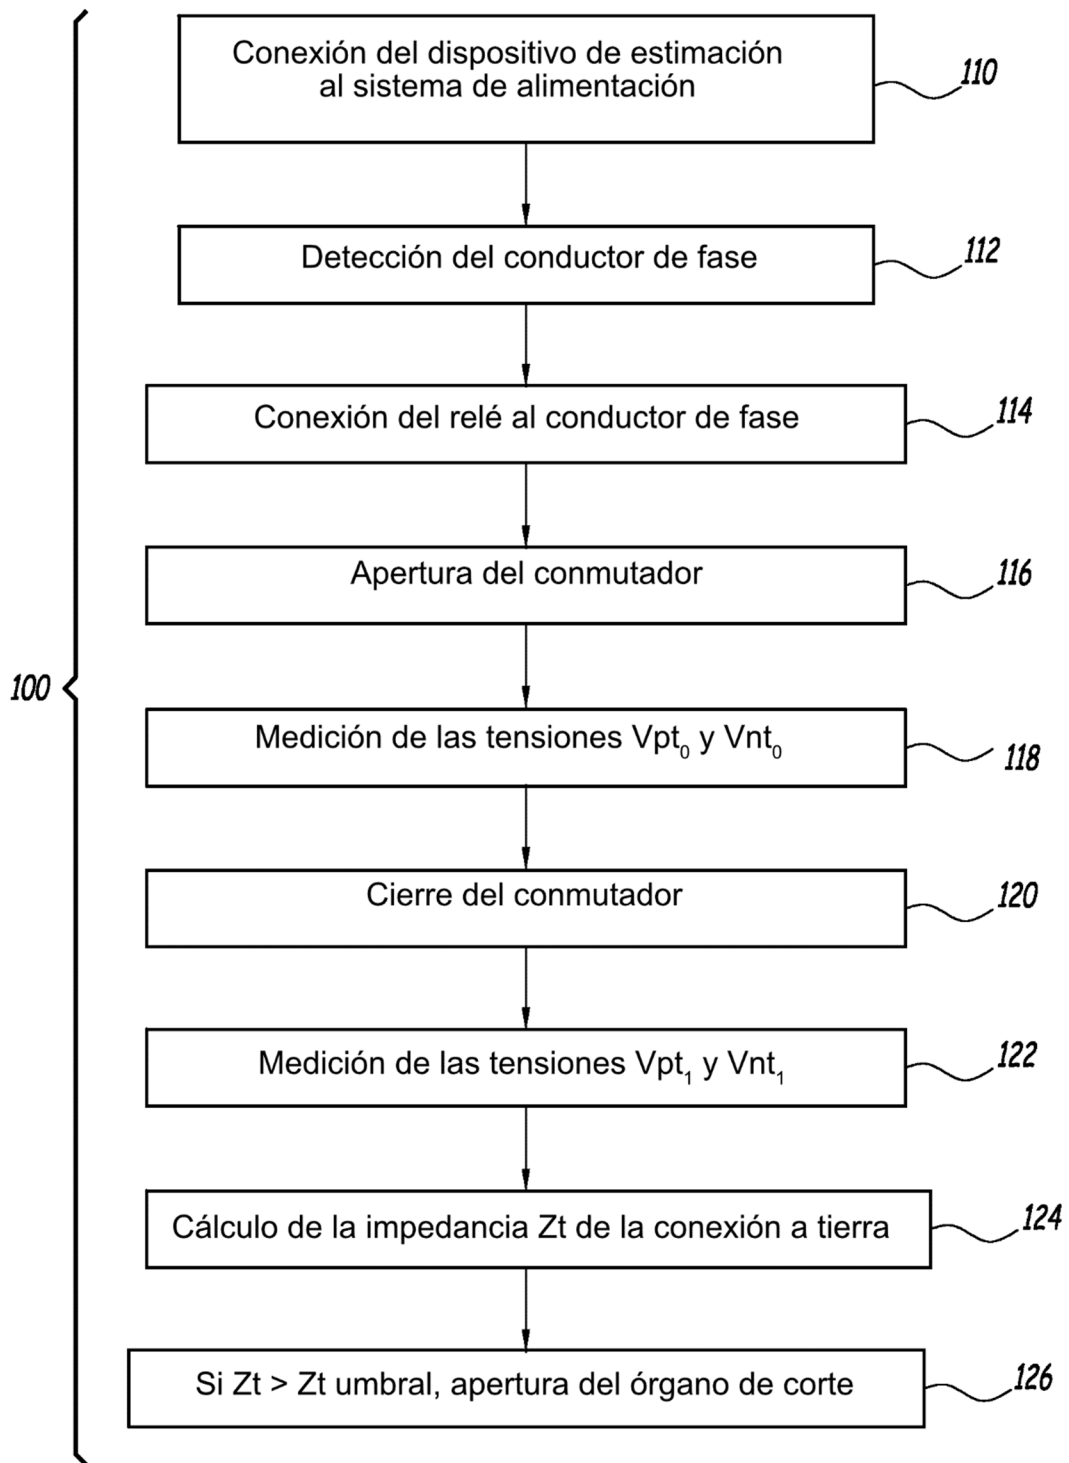 Conexión del dispositivo de estimación
al sistema de alimentación
110
Detección del conductor de fase
112
Conexión del relé al conductor de fase
114
Apertura del conmutador
116
100
Medición de las tensiones Vpt₀ y Vnt₀
118
Cierre del conmutador
120
Medición de las tensiones Vpt₁ y Vnt₁
122
Cálculo de la impedancia Zt de la conexión a tierra
124
Si Zt > Zt umbral, apertura del órgano de corte
126